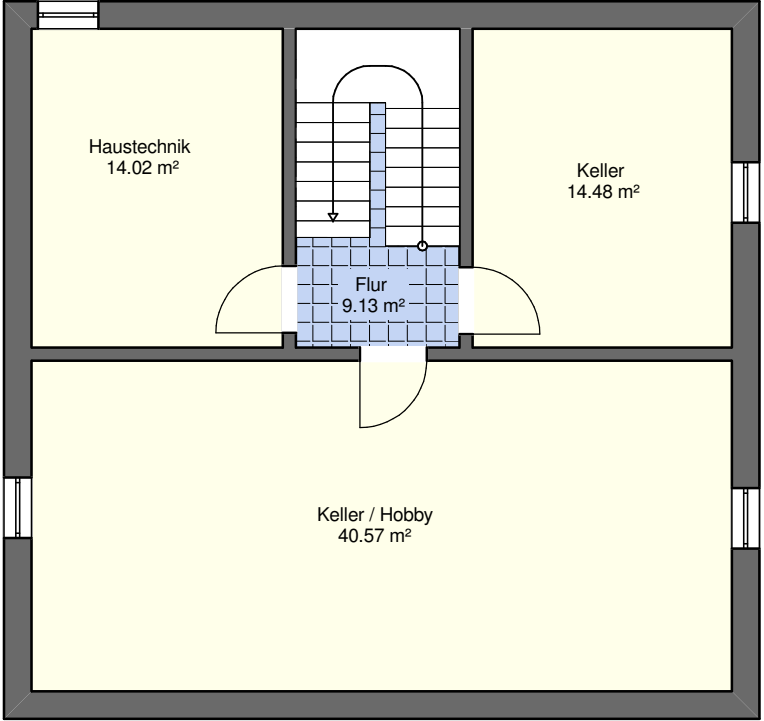 Haustechnik
14.02 m²
Keller
14.48 m²
Flur
9.13 m²
Keller / Hobby
40.57 m²